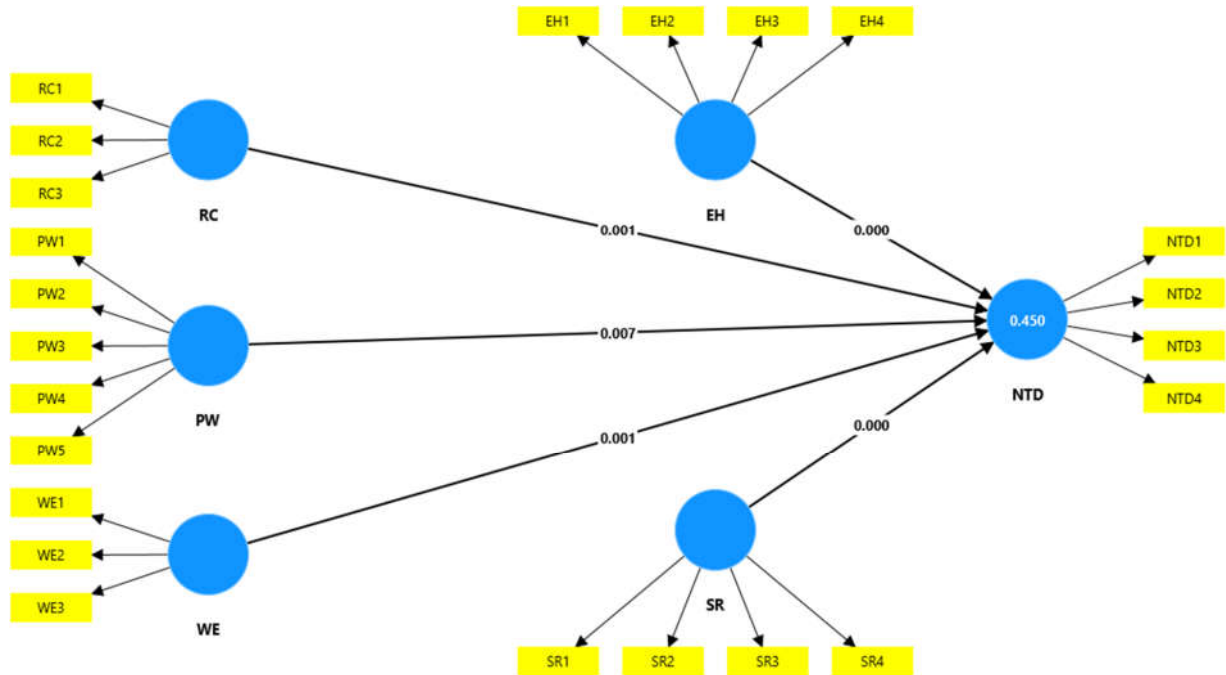 EH1
EH2
EH3
EH4
RC1
RC2
RC3
RC
EH
PW1
PW2
PW3
PW4
PW5
PW
0.001
0.000
0.007
0.001
0.000
0.450
NTD
NTD1
NTD2
NTD3
NTD4
WE1
WE2
WE3
WE
SR
SR1
SR2
SR3
SR4